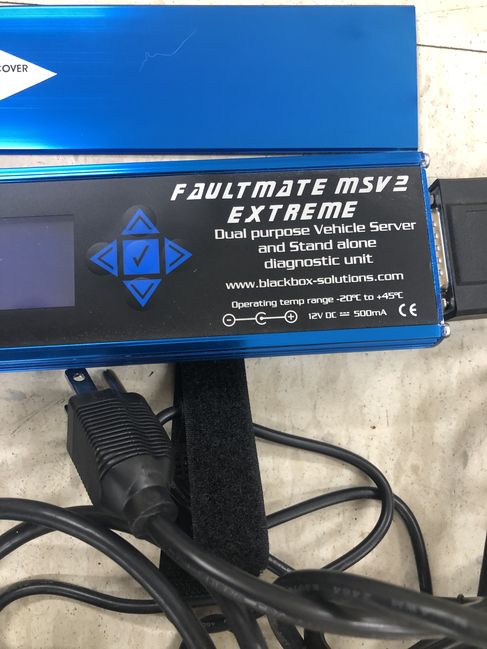 COVER
FAULTMATE MSV2
EXTREME
Dual purpose Vehicle Server
and Stand alone
diagnostic unit
www.blackbox-solutions.com
Operating temp range -20°C to +45°C
12V DC ⎓ 500mA CE